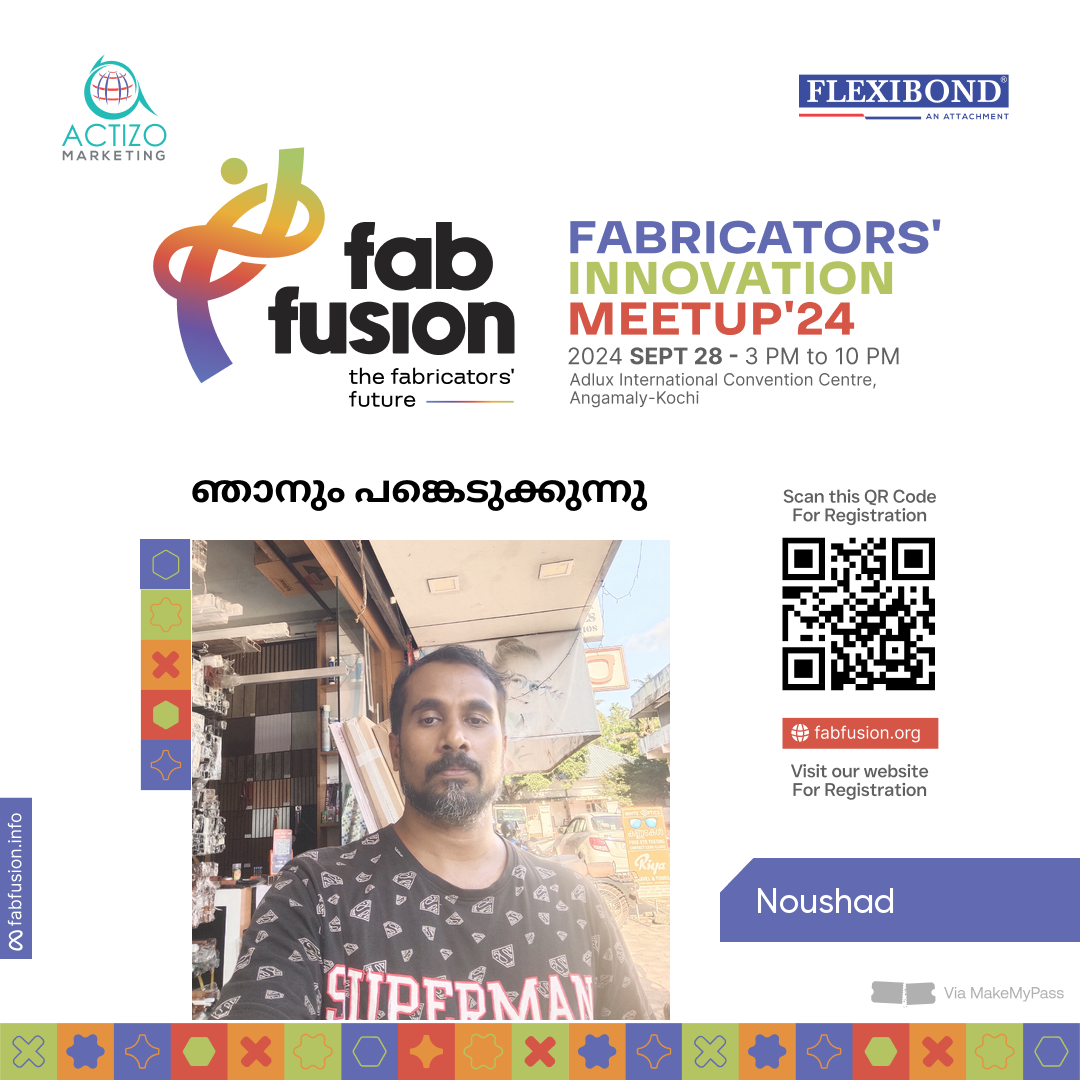 ACTIZO
MARKETING
FLEXIBOND®
AN ATTACHMENT
fab
fusion
the fabricators'
future
FABRICATORS'
INNOVATION
MEETUP'24
2024 SEPT 28 - 3 PM to 10 PM
Adlux International Convention Centre,
Angamaly-Kochi
ഞാനും പങ്കെടുക്കുന്നു
Scan this QR Code
For Registration
fabfusion.org
Visit our website
For Registration
fabfusion.info
Riya
SUPERMAN
Noushad
Via MakeMyPass